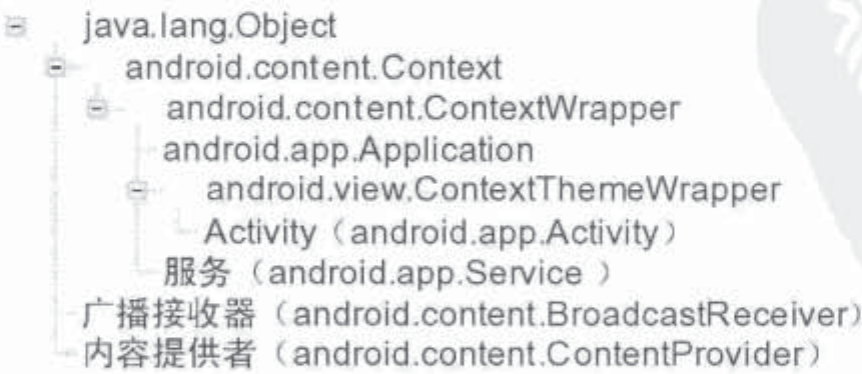 java.lang.Object
android.content.Context
android.content.ContextWrapper
android.app.Application
android.view.ContextThemeWrapper
Activity（android.app.Activity）
服务（android.app.Service ）
广播接收器（android.content.BroadcastReceiver）
内容提供者（android.content.ContentProvider）